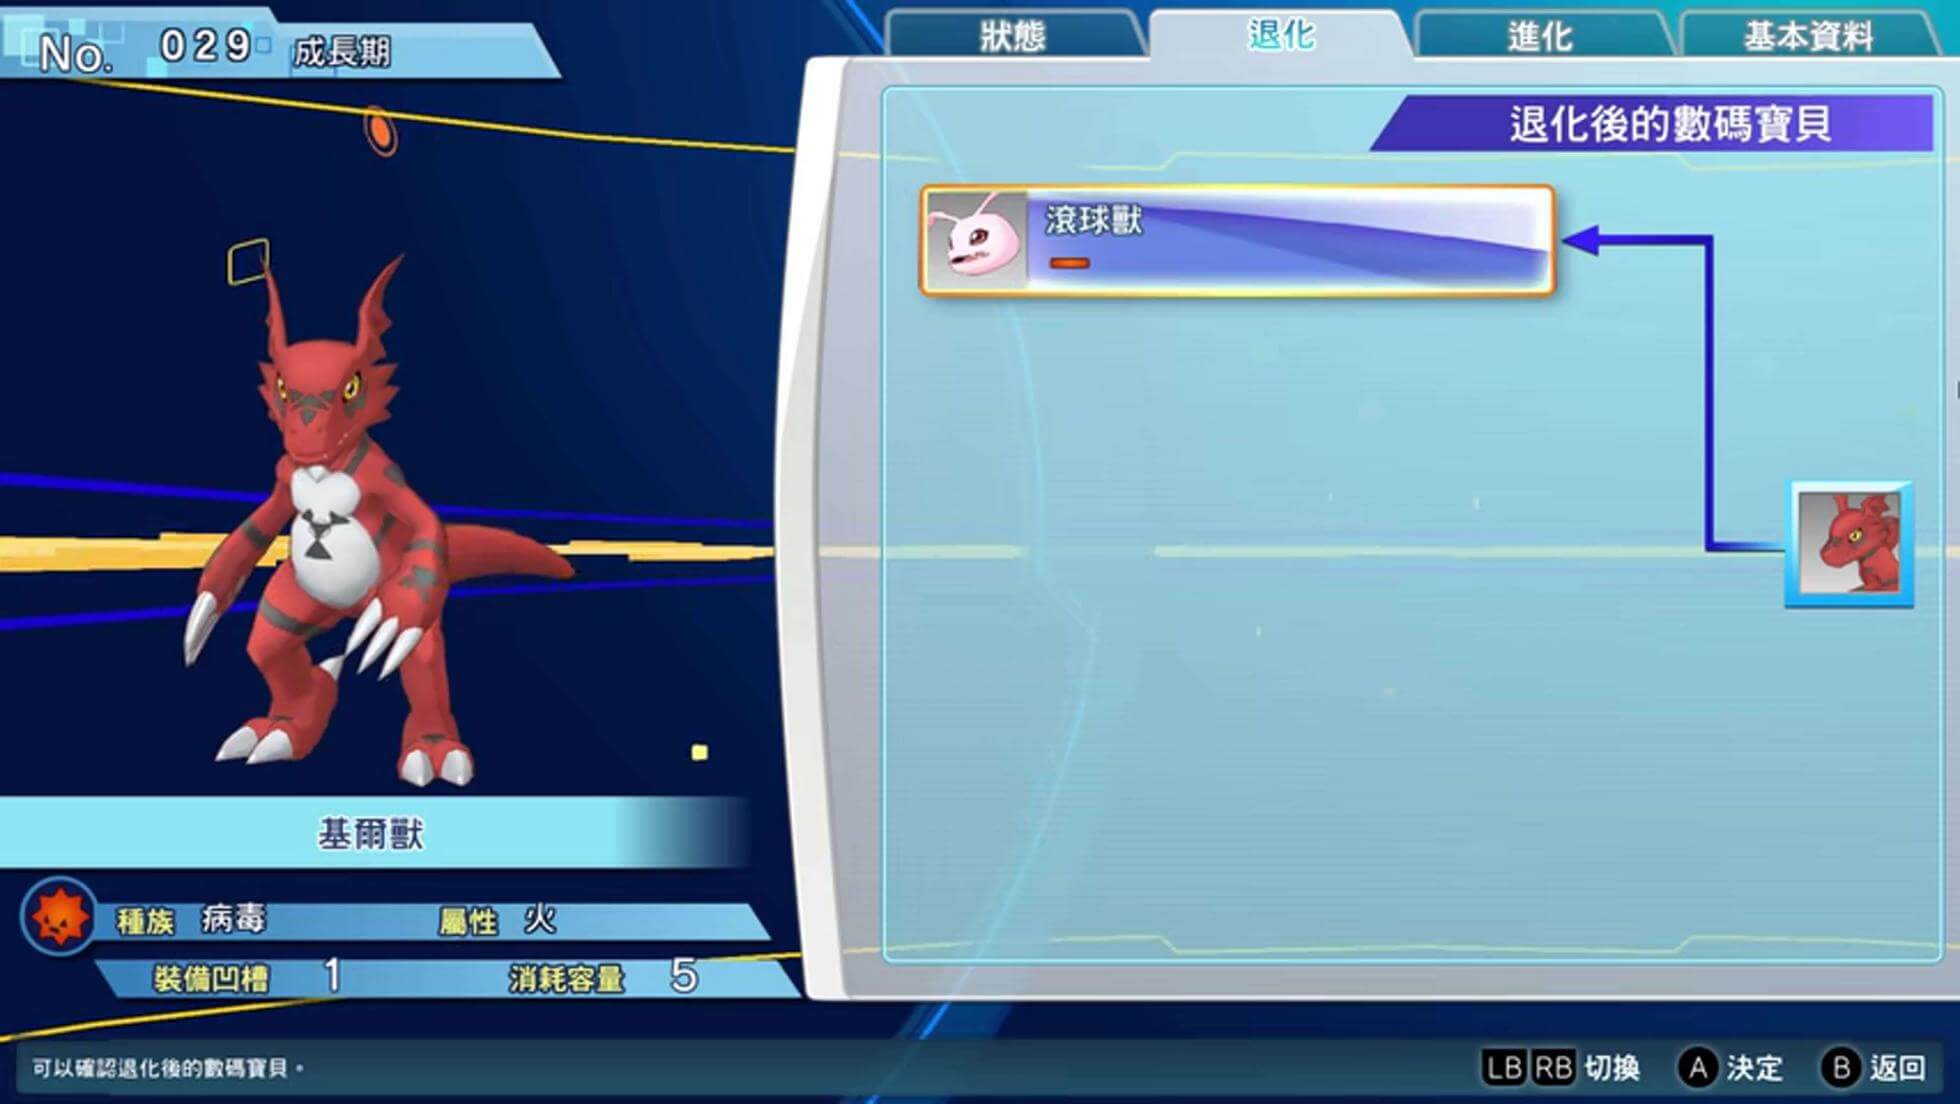 No. 029 成長期
狀態 退化 進化 基本資料
退化後的數碼寶貝
滾球獸
基爾獸
種族 病毒 屬性 火
裝備凹槽 1 消耗容量 5
可以確認退化後的數碼寶貝。
LB RB 切換 A 決定 B 返回